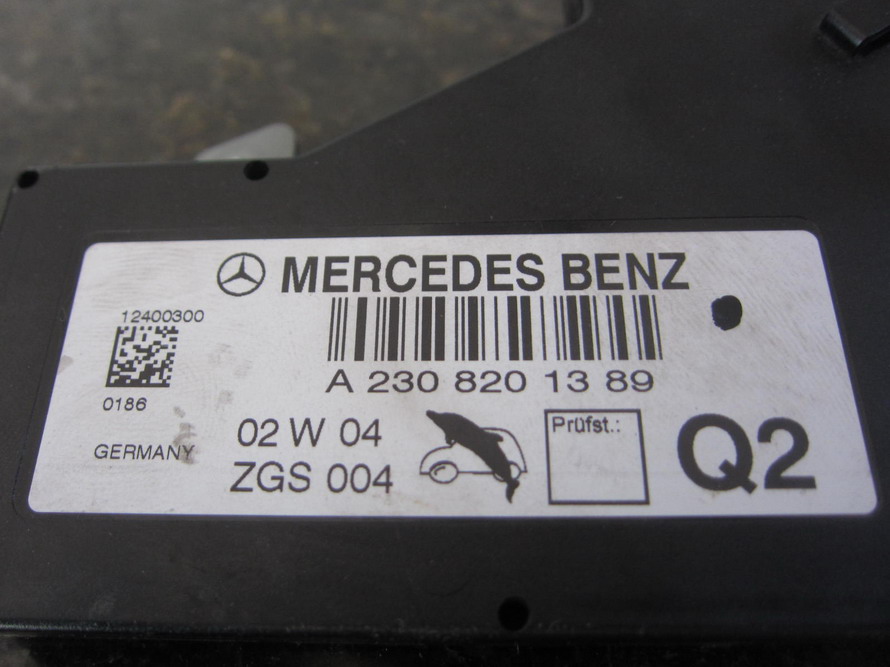 MERCEDES BENZ
12400300
A 230 820 13 89
0186
02 W 04
Prüfst.:
Q2
GERMANY
ZGS 004